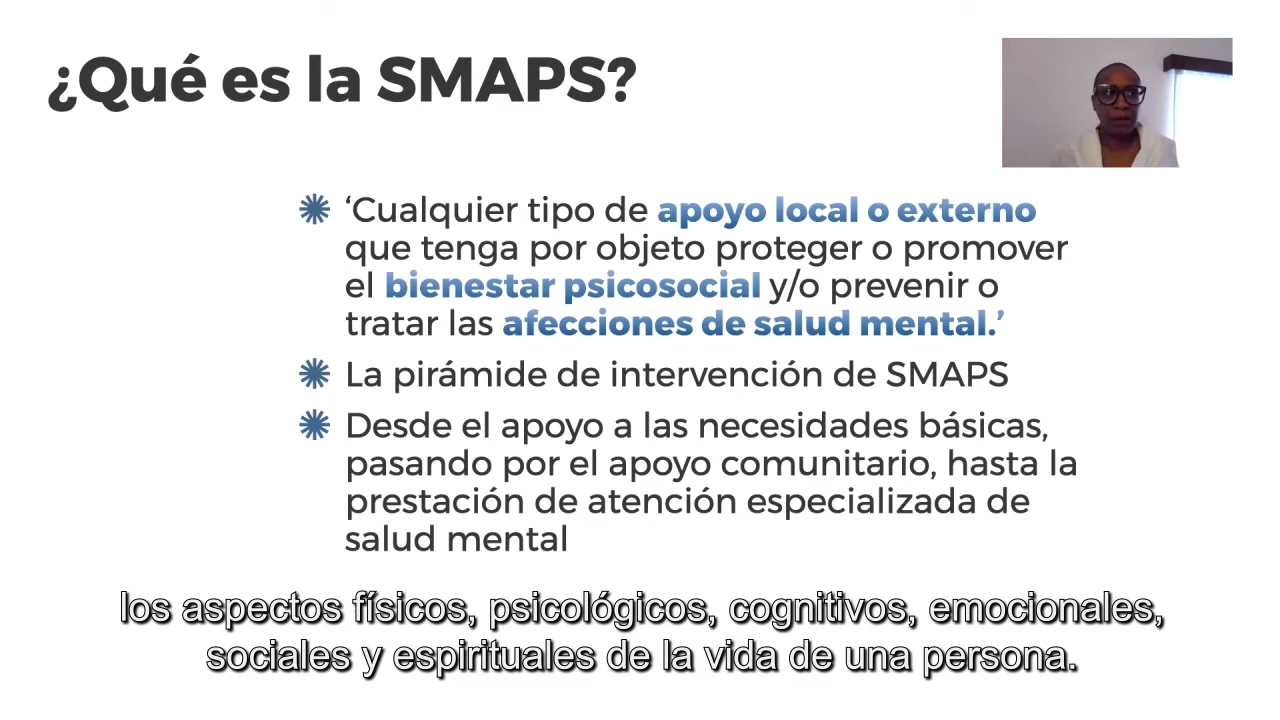 ¿Qué es la SMAPS?
‘Cualquier tipo de apoyo local o externo
que tenga por objeto proteger o promover
el bienestar psicosocial y/o prevenir o
tratar las afecciones de salud mental.’
La pirámide de intervención de SMAPS
Desde el apoyo a las necesidades básicas,
pasando por el apoyo comunitario, hasta la
prestación de atención especializada de
salud mental
los aspectos físicos, psicológicos, cognitivos, emocionales,
sociales y espirituales de la vida de una persona.